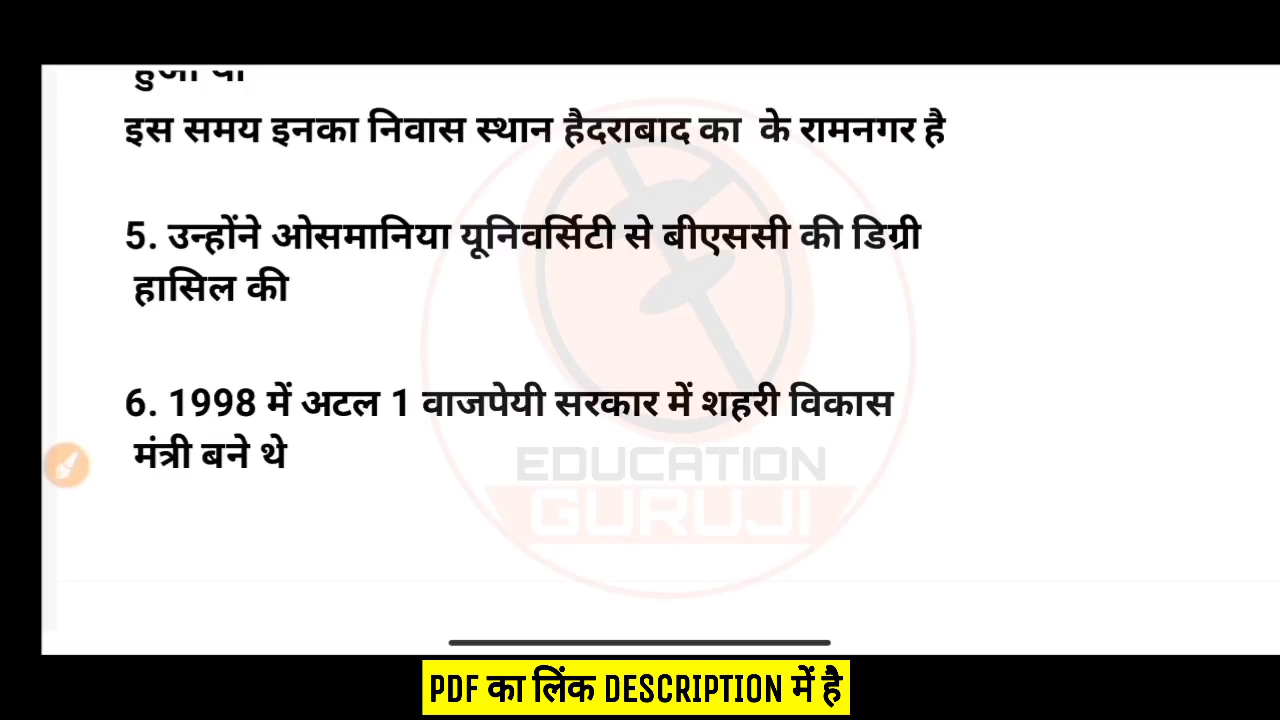 इस समय इनका निवास स्थान हैदराबाद का के रामनगर है
5. उन्होंने ओसमानिया यूनिवर्सिटी से बीएससी की डिग्री
हासिल की
6. 1998 में अटल 1 वाजपेयी सरकार में शहरी विकास
मंत्री बने थे
EDUCATION
GURUJI
PDF का लिंक DESCRIPTION में है